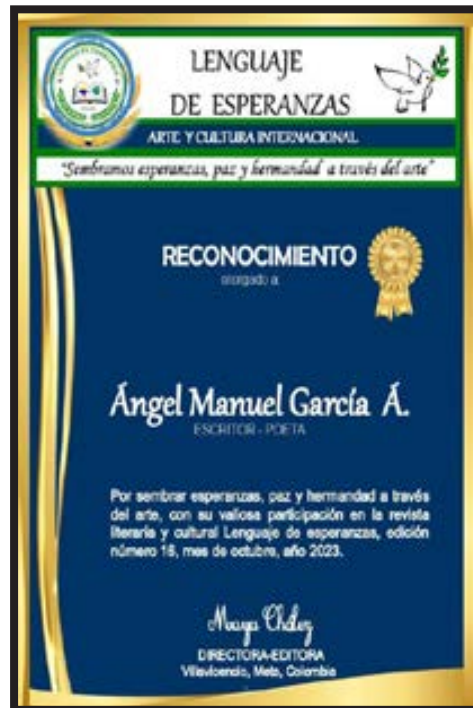 LENGUAJE
DE ESPERANZAS
ARTE Y CULTURA INTERNACIONAL
"Sembramos esperanzas, paz y hermandad a través del arte"
RECONOCIMIENTO
otorgado a:
Ángel Manuel García Á.
ESCRITOR - POETA
Por sembrar esperanzas, paz y hermandad a través
del arte, con su valiosa participación en la revista
literaria y cultural Lenguaje de esperanzas, edición
número 16, mes de octubre, año 2023.
DIRECTORA-EDITORA
Villavicencio, Meta, Colombia